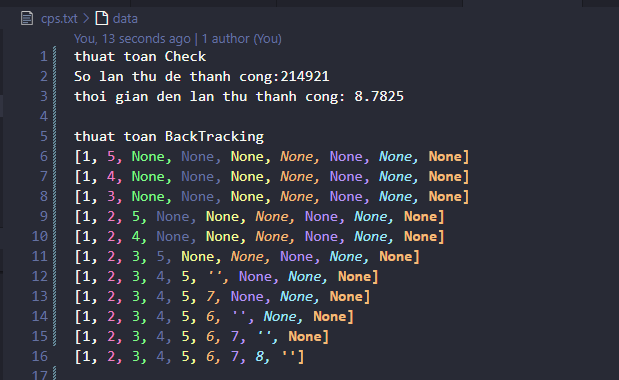 cps.txt > data
You, 13 seconds ago | 1 author (You)
1 thuat toan Check
2 So lan thu de thanh cong:214921
3 thoi gian den lan thu thanh cong: 8.7825
4
5 thuat toan BackTracking
6 [1, 5, None, None, None, None, None, None, None]
7 [1, 4, None, None, None, None, None, None, None]
8 [1, 3, None, None, None, None, None, None, None]
9 [1, 2, 5, None, None, None, None, None, None]
10 [1, 2, 4, None, None, None, None, None, None]
11 [1, 2, 3, 5, None, None, None, None, None]
12 [1, 2, 3, 4, 5, '', None, None, None]
13 [1, 2, 3, 4, 5, 7, None, None, None]
14 [1, 2, 3, 4, 5, 6, '', None, None]
15 [1, 2, 3, 4, 5, 6, 7, '', None]
16 [1, 2, 3, 4, 5, 6, 7, 8, '']
17